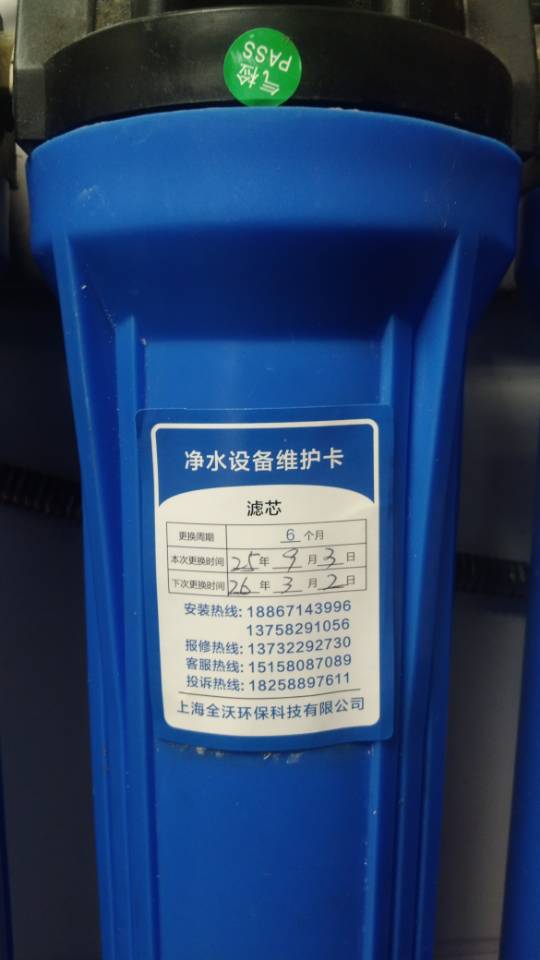 气检
PASS
净水设备维护卡
滤芯
更换周期 6 个月
本次更换时间 25 年 9 月 3 日
下次更换时间 26 年 3 月 2 日
安装热线: 18867143996
13758291056
报修热线: 13732292730
客服热线: 15158087089
投诉热线: 18258897611
上海全沃环保科技有限公司